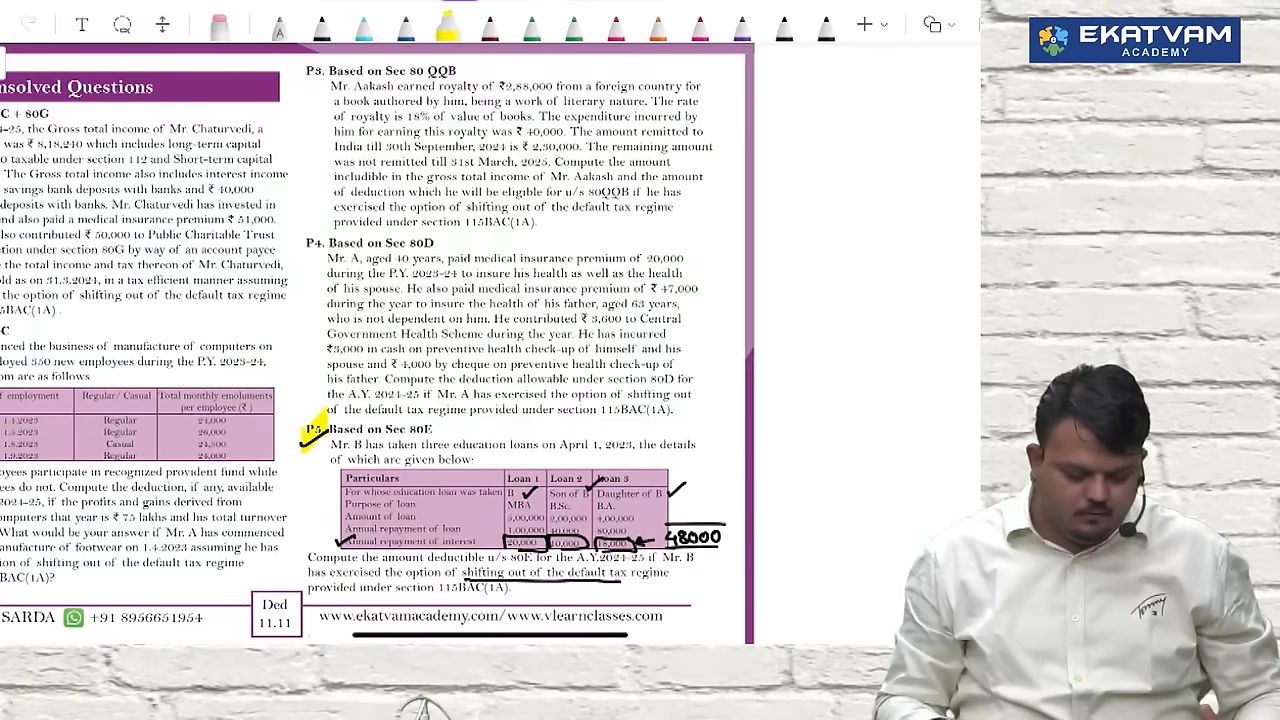 EKATVAM
ACADEMY
nsolved Questions
C + 80G
4-25, the Gross total income of Mr. Chaturvedi, a
was ₹ 8,18,240 which includes long-term capital
0 taxable under section 112 and Short-term capital
The Gross total income also includes interest income
savings bank deposits with banks and ₹ 40,000
deposits with banks. Mr. Chaturvedi has invested in
nd also paid a medical insurance premium ₹ 51,000.
lso contributed ₹ 50,000 to Public Charitable Trust
ction under section 80G by way of an account payee
e the total income and tax thereon of Mr. Chaturvedi,
old as on 31.3.2024, in a tax efficient manner assuming
the option of shifting out of the default tax regime
5BAC(1A) .
C
nced the business of manufacture of computers on
ployed 350 new employees during the P.Y. 2023-24,
om are as follows
f employment Regular/ Casual Total monthly emoluments per employee (₹ )
1.4.2023 Regular 24,000
1.5.2023 Regular 26,000
1.8.2023 Casual 24,500
1.9.2023 Regular 24,000
oyees participate in recognized provident fund while
ees do not. Compute the deduction, if any, available
2024-25, if the profits and gains derived from
omputers that year is ₹ 75 lakhs and his total turnover
What would be your answer if Mr. A has commenced
anufacture of footwear on 1.4.2023 assuming he has
ion of shifting out of the default tax regime
BAC(1A)?
P3. Based on Sec 80 QQB
Mr. Aakash earned royalty of ₹2,88,000 from a foreign country for
a book authored by him, being a work of literary nature. The rate
of royalty is 18% of value of books. The expenditure incurred by
him for earning this royalty was ₹ 40,000. The amount remitted to
India till 30th September, 2024 is ₹ 2,30,000. The remaining amount
was not remitted till 31st March, 2025. Compute the amount
includible in the gross total income of Mr. Aakash and the amount
of deduction which he will be eligible for u/s 80QQB if he has
exercised the option of shifting out of the default tax regime
provided under section 115BAC(1A).
P4. Based on Sec 80D
Mr. A, aged 40 years, paid medical insurance premium of 20,000
during the P.Y. 2023-24 to insure his health as well as the health
of his spouse. He also paid medical insurance premium of ₹ 47,000
during the year to insure the health of his father, aged 63 years,
who is not dependent on him. He contributed ₹ 3,600 to Central
Government Health Scheme during the year. He has incurred
₹3,000 in cash on preventive health check-up of himself and his
spouse and ₹ 4,000 by cheque on preventive health check-up of
his father. Compute the deduction allowable under section 80D for
the A.Y. 2024-25 if Mr. A has exercised the option of shifting out
of the default tax regime provided under section 115BAC(1A).
P5. Based on Sec 80E
Mr. B has taken three education loans on April 1, 2023, the details
of which are given below:
Particulars Loan 1 Loan 2 Loan 3
For whose education loan was taken B Son of B Daughter of B
Purpose of loan MBA B.Sc. B.A.
Amount of loan 5,00,000 2,00,000 4,00,000
Annual repayment of loan 1,00,000 40,000 80,000
Annual repayment of interest 20,000 10,000 18,000 48000
Compute the amount deductible u/s 80E for the A.Y.2024-25 if Mr. B
has exercised the option of shifting out of the default tax regime
provided under section 115BAC(1A).
SARDA +91 8956651954
Ded
11.11
www.ekatvamacademy.com/www.vlearnclasses.com